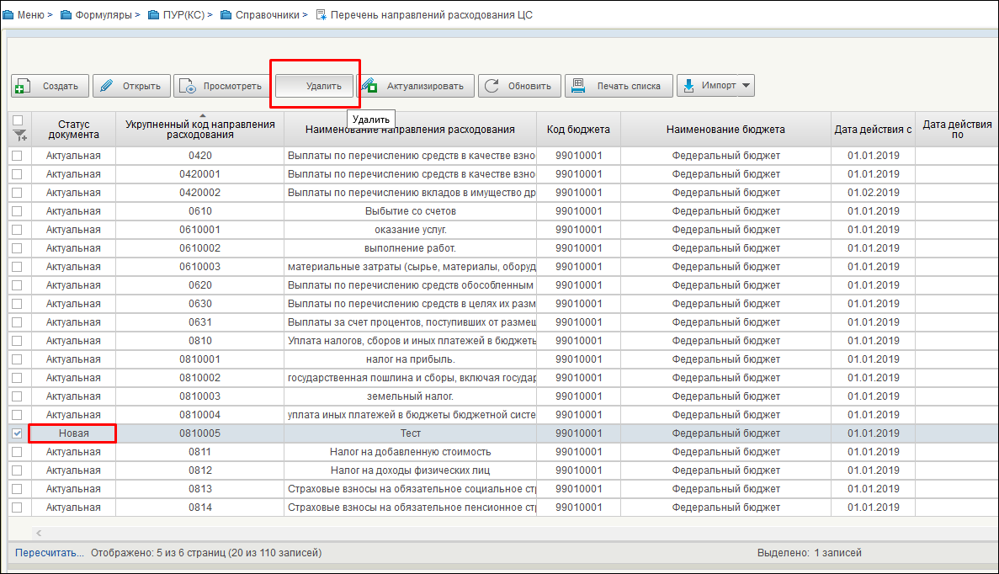 Меню > Формуляры > ПУР(КС) > Справочники > Перечень направлений расходования ЦС
Создать Открыть Просмотреть Удалить Актуализировать Обновить Печать списка Импорт
Удалить
Статус документа Укрупненный код направления расходования Наименование направления расходования Код бюджета Наименование бюджета Дата действия с Дата действия по
Актуальная 0420 Выплаты по перечислению средств в качестве взно 99010001 Федеральный бюджет 01.01.2019
Актуальная 0420001 Выплаты по перечислению средств в качестве взно 99010001 Федеральный бюджет 01.01.2019
Актуальная 0420002 Выплаты по перечислению вкладов в имущество др 99010001 Федеральный бюджет 01.02.2019
Актуальная 0610 Выбытие со счетов 99010001 Федеральный бюджет 01.01.2019
Актуальная 0610001 оказание услуг. 99010001 Федеральный бюджет 01.01.2019
Актуальная 0610002 выполнение работ. 99010001 Федеральный бюджет 01.01.2019
Актуальная 0610003 материальные затраты (сырье, материалы, оборуд 99010001 Федеральный бюджет 01.01.2019
Актуальная 0620 Выплаты по перечислению средств обособленным 99010001 Федеральный бюджет 01.01.2019
Актуальная 0630 Выплаты по перечислению средств в целях их разм 99010001 Федеральный бюджет 01.01.2019
Актуальная 0631 Выплаты за счет процентов, поступивших от размещ 99010001 Федеральный бюджет 01.01.2019
Актуальная 0810 Уплата налогов, сборов и иных платежей в бюджеть 99010001 Федеральный бюджет 01.01.2019
Актуальная 0810001 налог на прибыль. 99010001 Федеральный бюджет 01.01.2019
Актуальная 0810002 государственная пошлина и сборы, включая государ 99010001 Федеральный бюджет 01.01.2019
Актуальная 0810003 земельный налог. 99010001 Федеральный бюджет 01.01.2019
Актуальная 0810004 уплата иных платежей в бюджеты бюджетной систе 99010001 Федеральный бюджет 01.01.2019
Новая 0810005 Тест 99010001 Федеральный бюджет 01.01.2019
Актуальная 0811 Налог на добавленную стоимость 99010001 Федеральный бюджет 01.01.2019
Актуальная 0812 Налог на доходы физических лиц 99010001 Федеральный бюджет 01.01.2019
Актуальная 0813 Страховые взносы на обязательное социальное стр 99010001 Федеральный бюджет 01.01.2019
Актуальная 0814 Страховые взносы на обязательное пенсионное стр 99010001 Федеральный бюджет 01.01.2019
Пересчитать... Отображено: 5 из 6 страниц (20 из 110 записей) Выделено: 1 записей